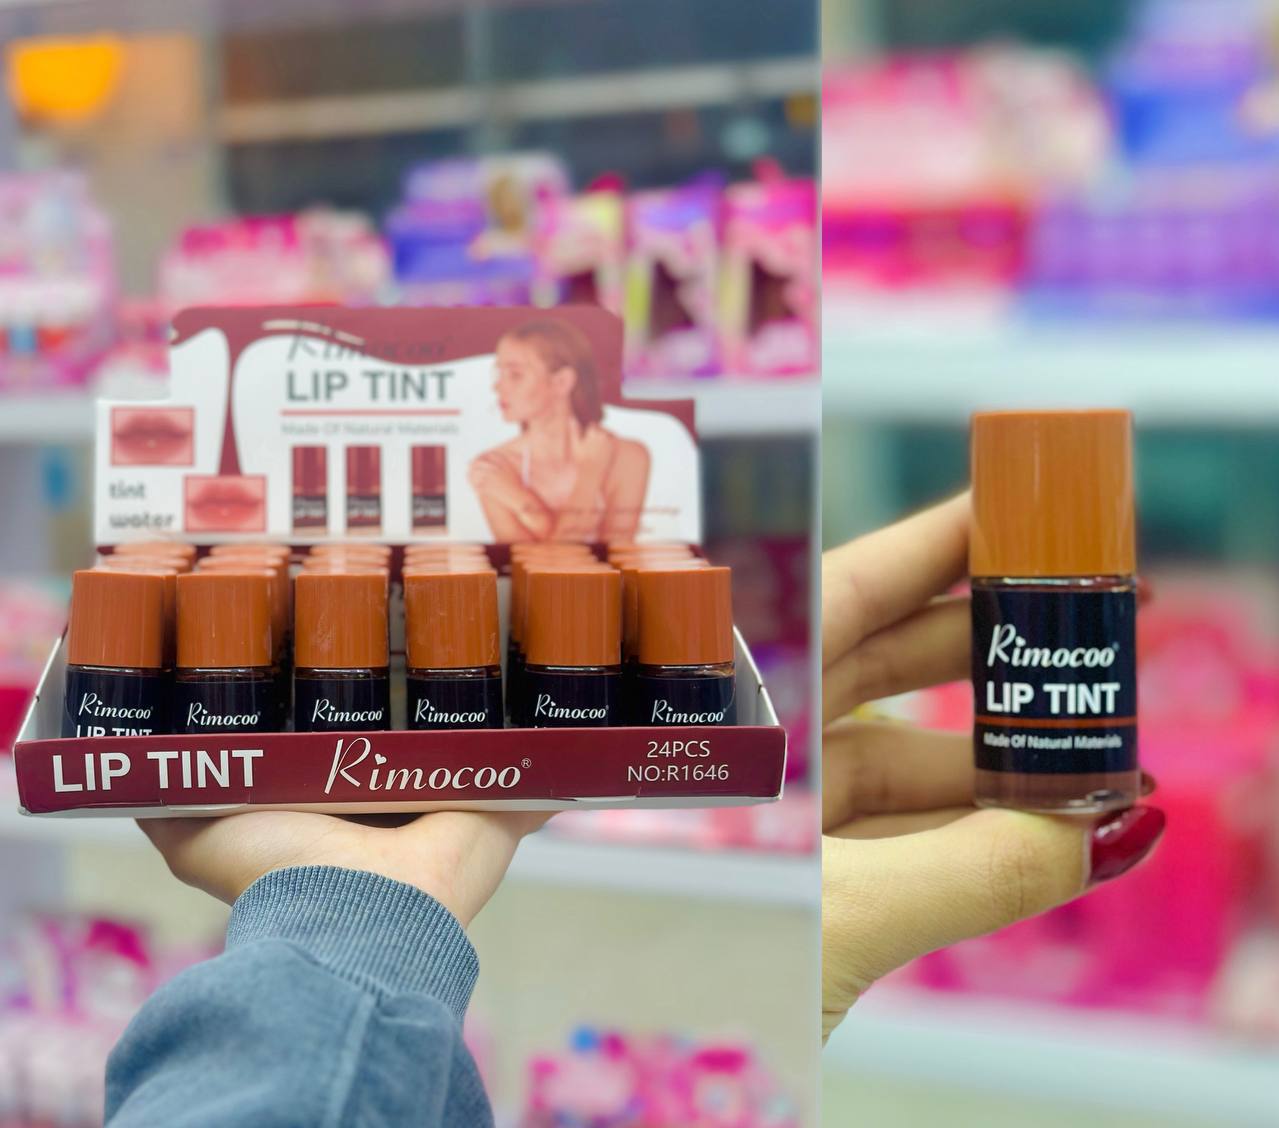 Rimocoo
LIP TINT
Made Of Natural Materials
tint
water
Rimocoo
LIP TINT
Rimocoo
Rimocoo
Rimocoo
Rimocoo
Rimocoo
LIP TINT
Rimocoo®
24PCS
NO:R1646
Rimocoo®
LIP TINT
Made Of Natural Materials